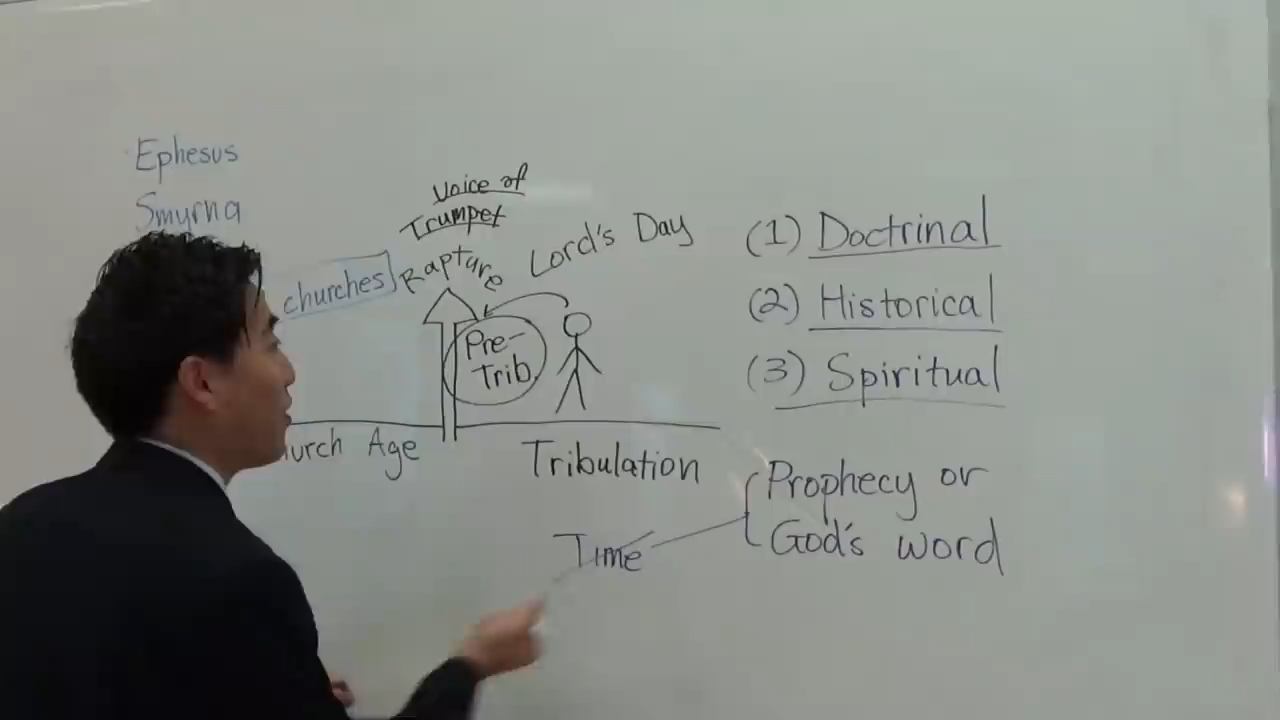 Ephesus
Smyrna
churches
Voice of
Trumpet
Rapture
Lord's Day
Pre-
Trib.
Age
Tribulation
(1) Doctrinal
(2) Historical
(3) Spiritual
Time
Prophecy or
God's word